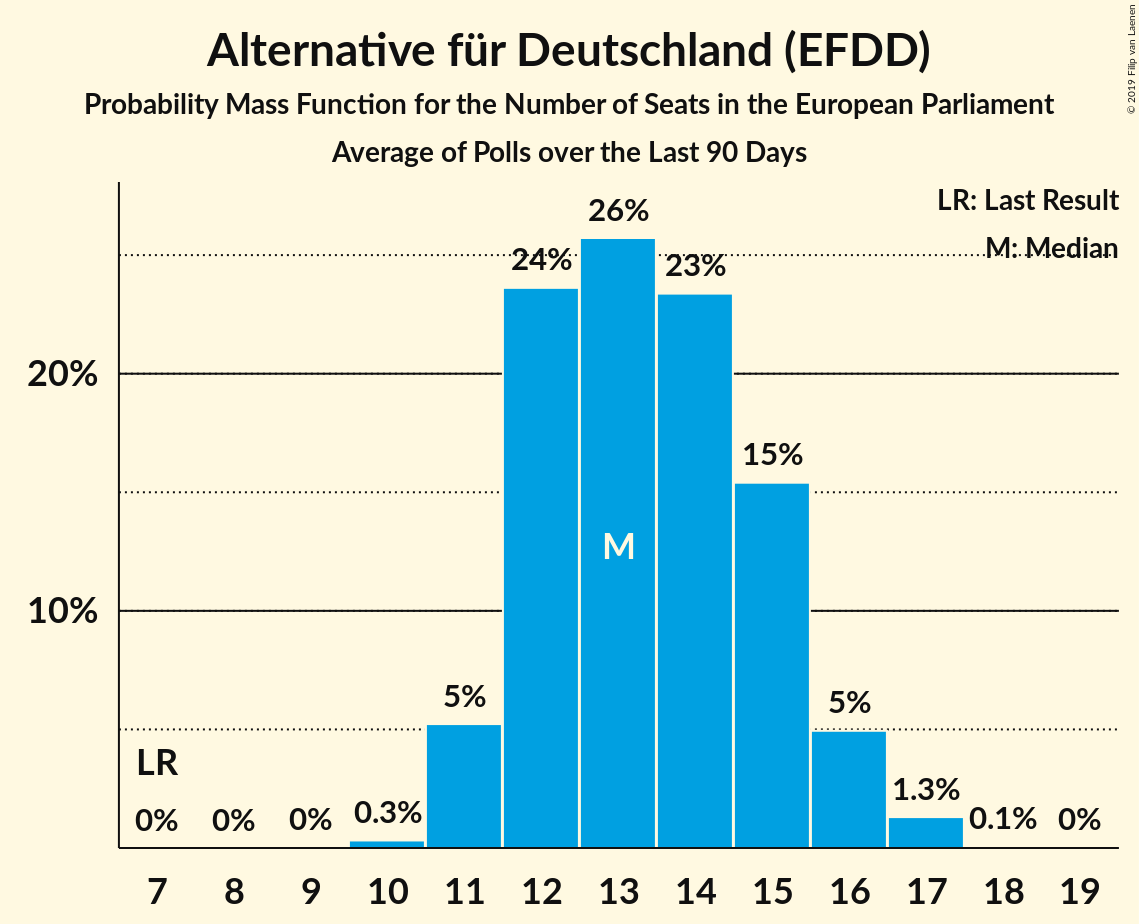 Alternative für Deutschland (EFDD)
Probability Mass Function for the Number of Seats in the European Parliament
Average of Polls over the Last 90 Days
© 2019 Filip van Laenen
LR: Last Result
M: Median
26%
24%
23%
20%
15%
M
10%
5%
5%
LR
1.3%
0%
0%
0%
0.3%
0.1%
0%
7 8 9 10 11 12 13 14 15 16 17 18 19